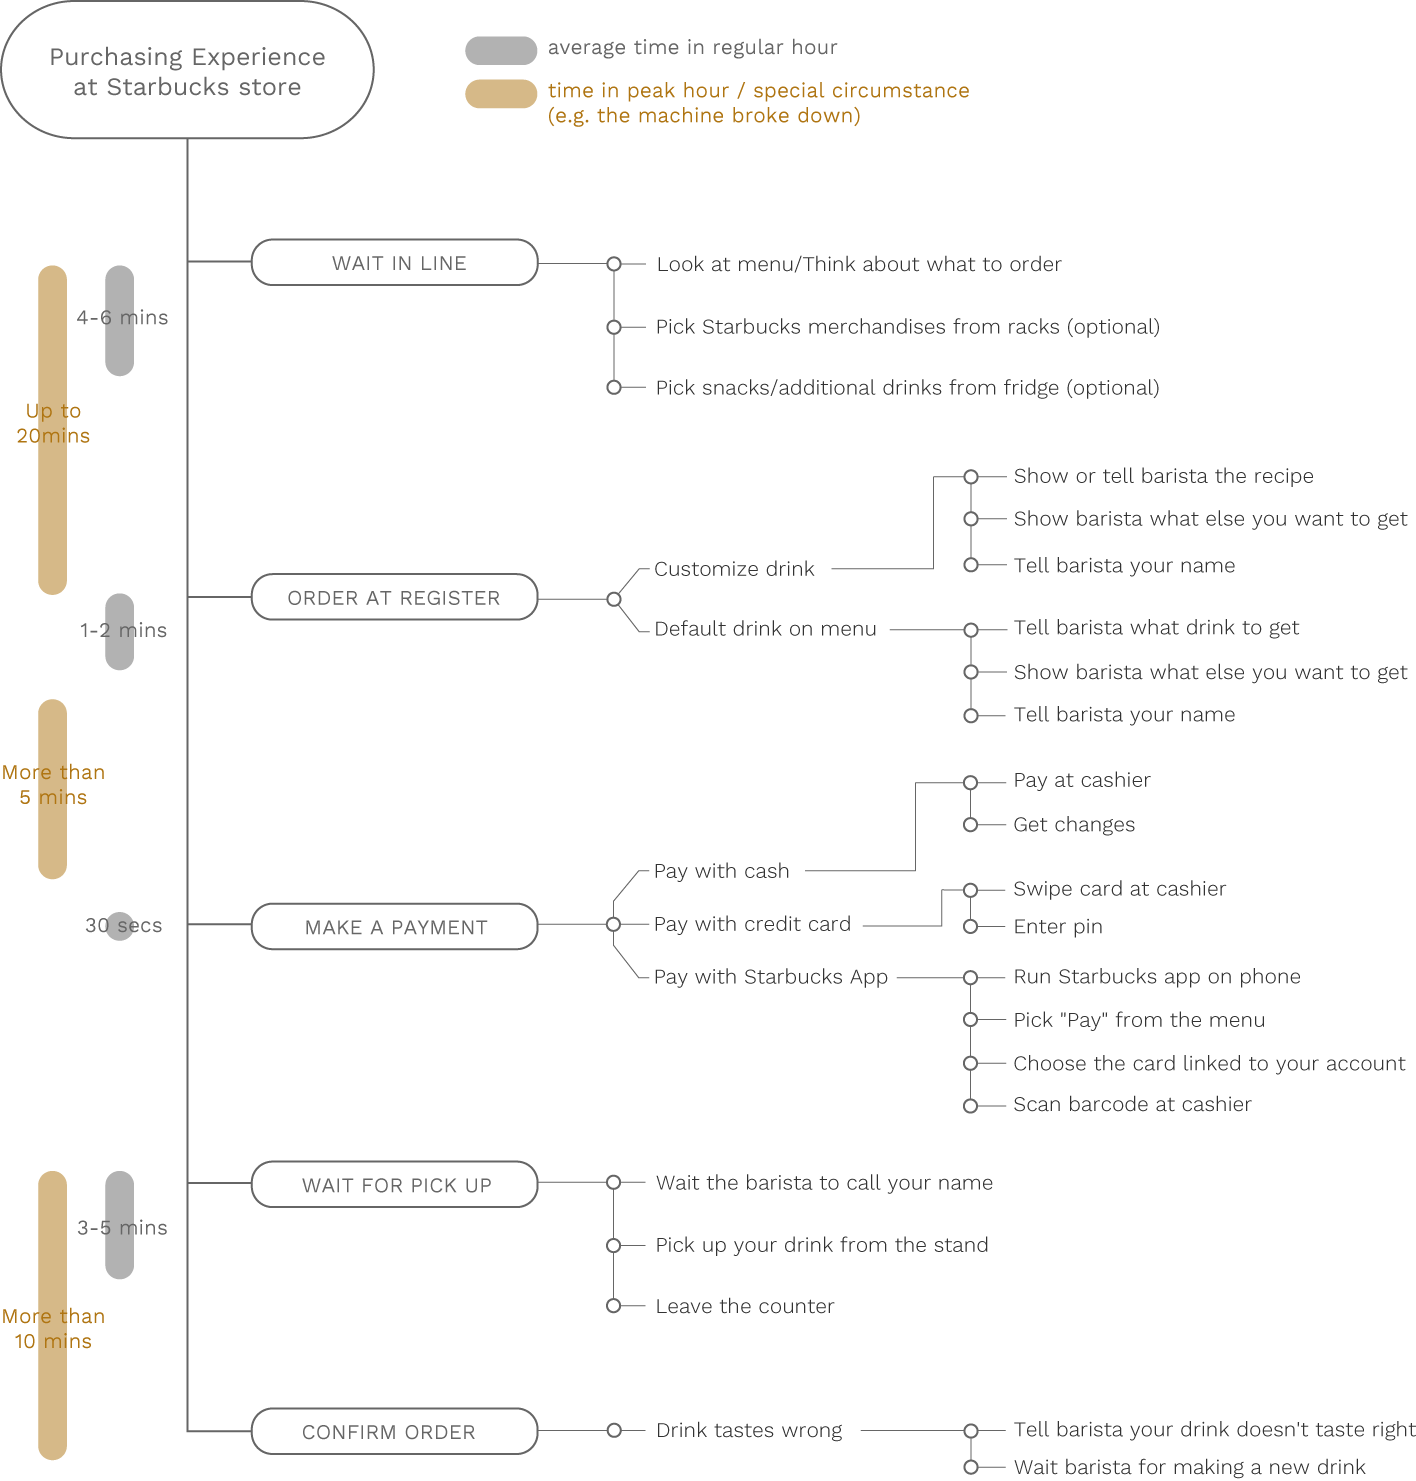 Purchasing Experience
at Starbucks store
average time in regular hour
time in peak hour / special circumstance
(e.g. the machine broke down)
WAIT IN LINE
Look at menu/Think about what to order
4-6 mins
Pick Starbucks merchandises from racks (optional)
Pick snacks/additional drinks from fridge (optional)
Up to
20mins
Show or tell barista the recipe
Show barista what else you want to get
Customize drink
Tell barista your name
ORDER AT REGISTER
1-2 mins
Default drink on menu
Tell barista what drink to get
Show barista what else you want to get
Tell barista your name
More than
5 mins
Pay at cashier
Get changes
Pay with cash
Swipe card at cashier
30 secs
MAKE A PAYMENT
Pay with credit card
Enter pin
Pay with Starbucks App
Run Starbucks app on phone
Pick "Pay" from the menu
Choose the card linked to your account
Scan barcode at cashier
WAIT FOR PICK UP
Wait the barista to call your name
3-5 mins
Pick up your drink from the stand
Leave the counter
More than
10 mins
CONFIRM ORDER
Drink tastes wrong
Tell barista your drink doesn't taste right
Wait barista for making a new drink